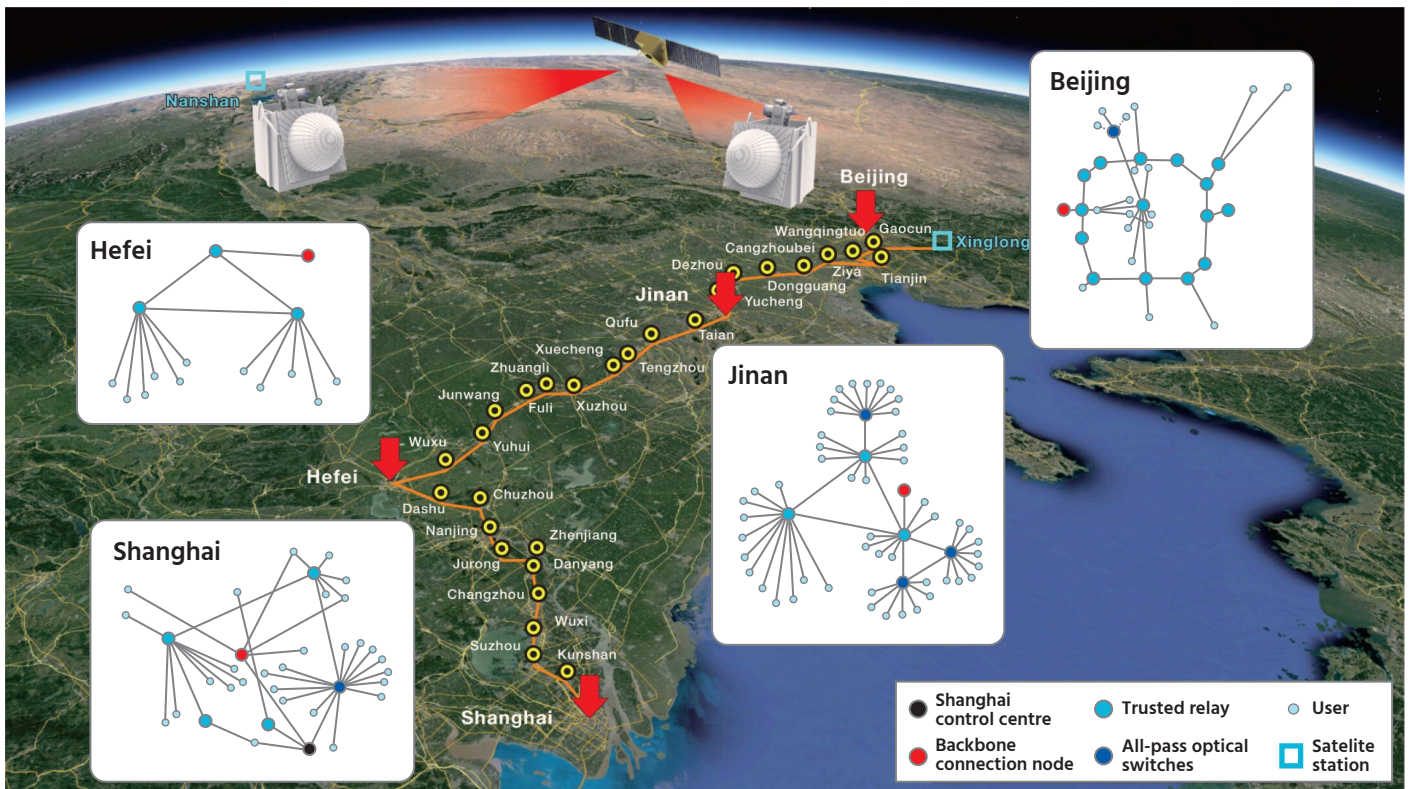 Nanshan
Beijing
Wangqingtuo
Gaocun
Cangzhoubei
Xinglong
Dezhou
Ziya
Tianjin
Dongguang
Jinan
Yucheng
Qufu
Taian
Xuecheng
Tengzhou
Zhuangli
Junwang
Fuli
Xuzhou
Wuxu
Yuhui
Hefei
Chuzhou
Dashu
Nanjing
Zhenjiang
Jurong
Danyang
Changzhou
Wuxi
Suzhou
Kunshan
Shanghai
Beijing
Hefei
Jinan
Shanghai
Shanghai
control centre
Trusted relay
User
Backbone
connection node
All-pass optical
switches
Satelite
station